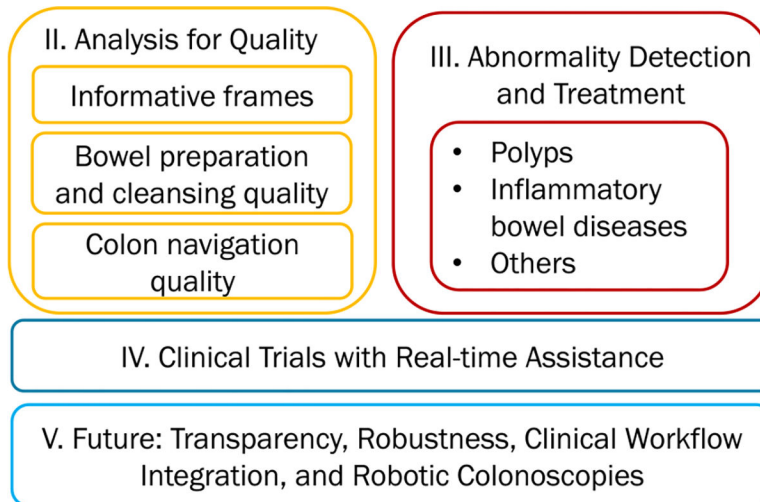 II. Analysis for Quality
Informative frames
Bowel preparation
and cleansing quality
Colon navigation
quality
III. Abnormality Detection
and Treatment
• Polyps
• Inflammatory
bowel diseases
• Others
IV. Clinical Trials with Real-time Assistance
V. Future: Transparency, Robustness, Clinical Workflow
Integration, and Robotic Colonoscopies